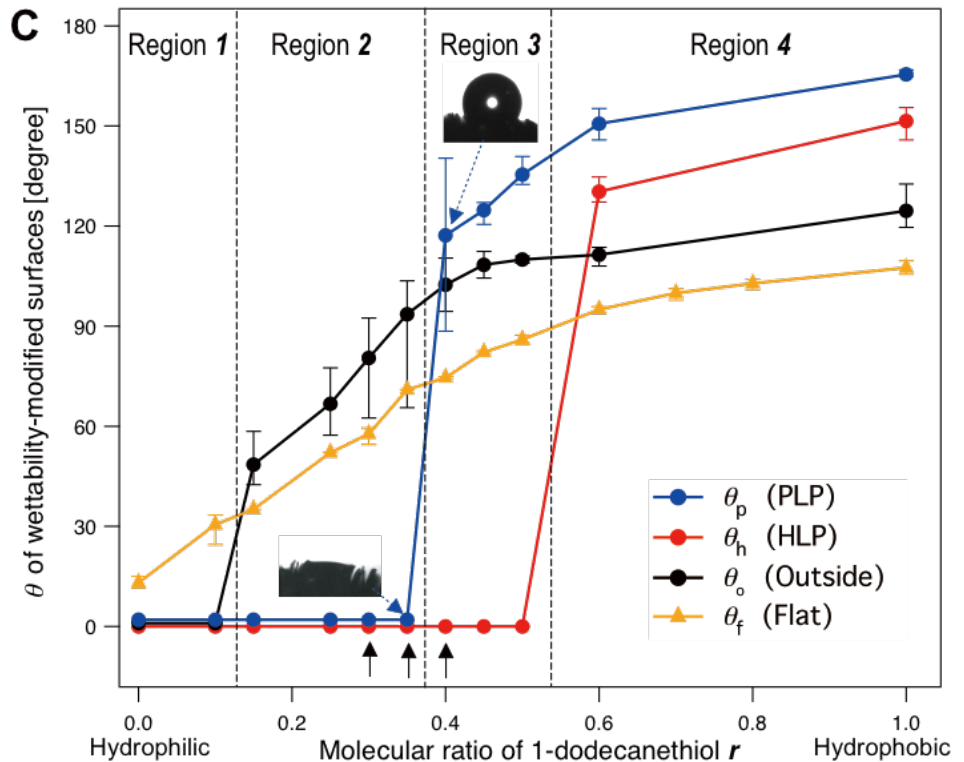 C
180
150
120
90
60
30
0
θ of wettability-modified surfaces [degree]
Region 1
Region 2
Region 3
Region 4
θp (PLP)
θh (HLP)
θo (Outside)
θf (Flat)
0.0
0.2
0.4
0.6
0.8
1.0
Hydrophilic
Molecular ratio of 1-dodecanethiol r
Hydrophobic